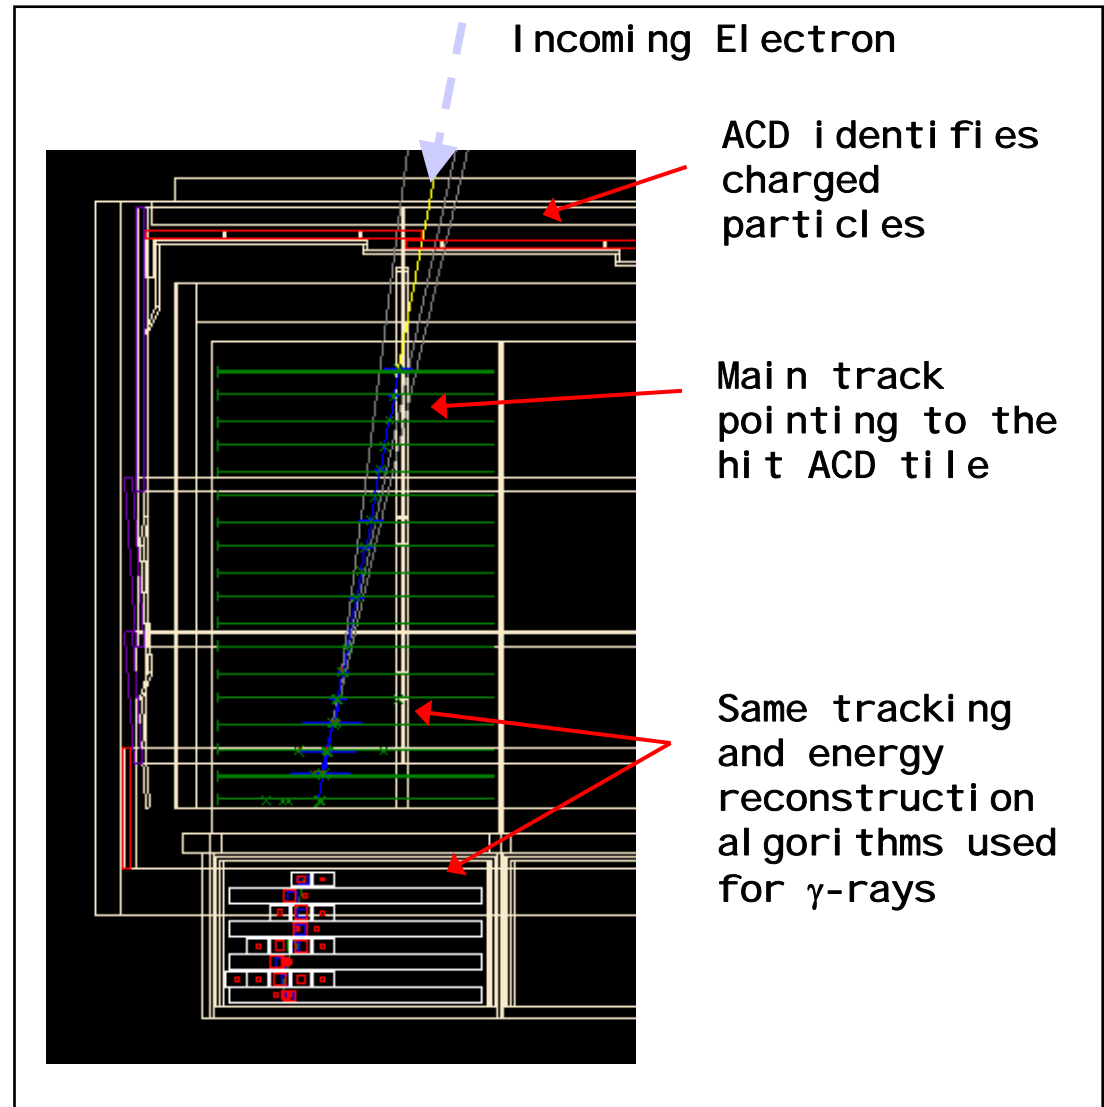 Incoming Electron
ACD identifies
charged
particles
Main track
pointing to the
hit ACD tile
Same tracking
and energy
reconstruction
algorithms used
for γ-rays